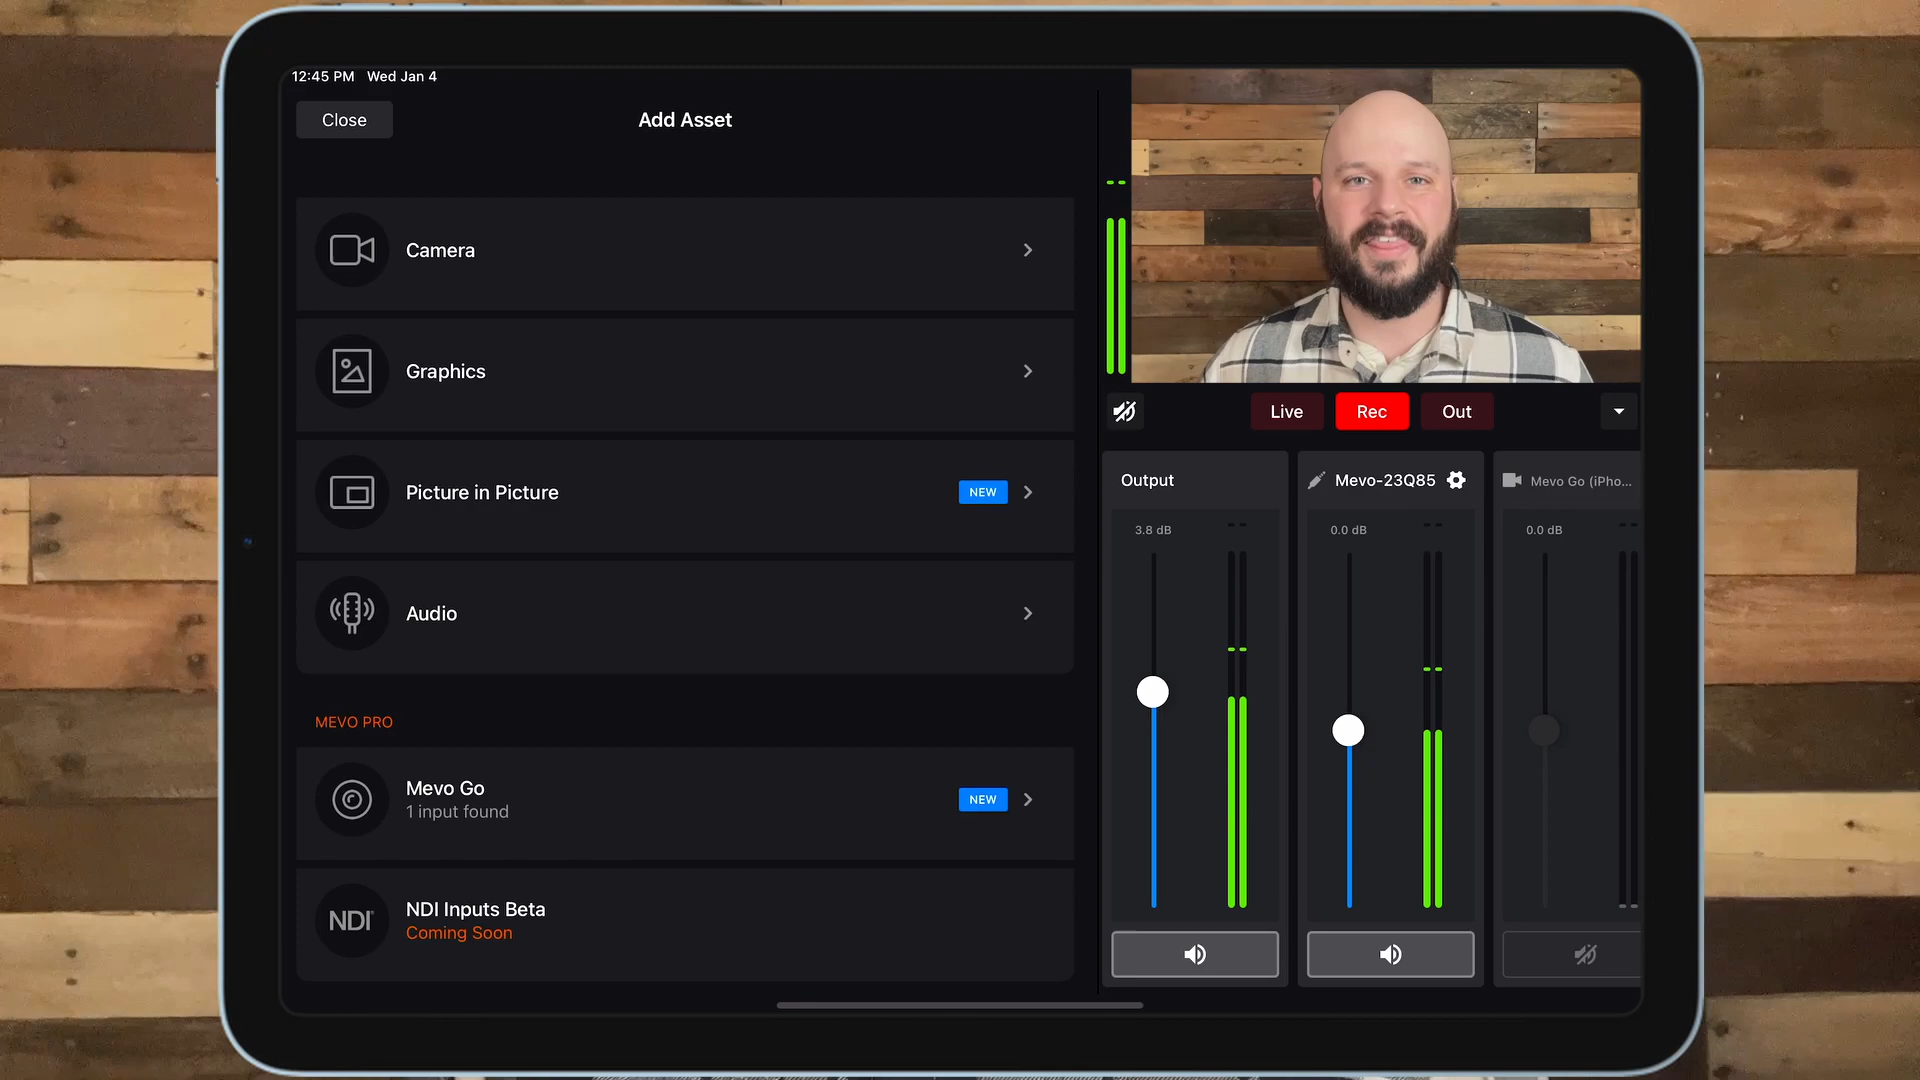 12:45 PM Wed Jan 4
Close
Add Asset
Camera
Graphics
Picture in Picture
NEW
Audio
MEVO PRO
Mevo Go
1 input found
NEW
NDI
NDI Inputs Beta
Coming Soon
Live
Rec
Out
Output
3.8 dB
Mevo-23Q85
0.0 dB
Mevo Go (iPho...
0.0 dB